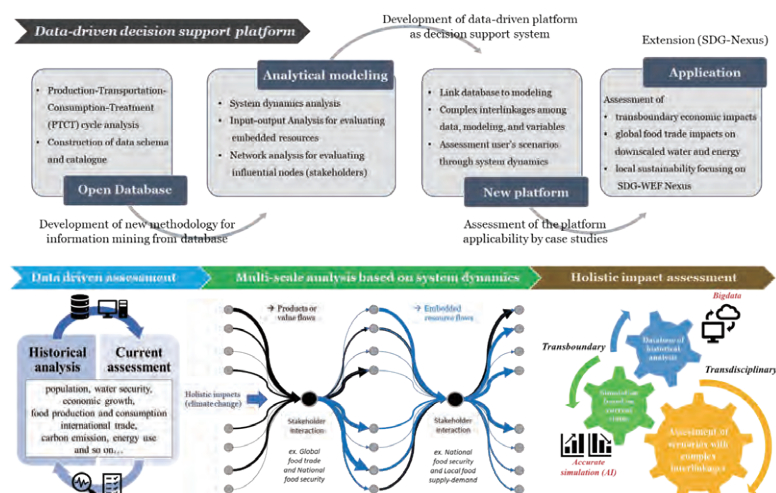 Data-driven decision support platform
Development of data-driven platform
as decision support system
Extension (SDG-Nexus)
• Production-Transportation-
Consumption-Treatment
(PTCT) cycle analysis
• Construction of data schema
and catalogue
Open Database
Analytical modeling
• System dynamics analysis
• Input-output Analysis for evaluating
embedded resources
• Network analysis for evaluating
influential nodes (stakeholders)
• Link database to modeling
• Complex interlinkages among
data, modeling, and variables
• Assessment user's scenarios
through system dynamics
New platform
Application
Assessment of
• transboundary economic impacts
• global food trade impacts on
downscaled water and energy
• local sustainability focusing on
SDG-WEF Nexus
Development of new methodology for
information mining from database
Assessment of the platform
applicability by case studies
Data driven assessment
Multi-scale analysis based on system dynamics
Holistic impact assessment
Historical
analysis
Current
assessment
population, water security,
economic growth,
food production and consumption
international trade,
carbon emission, energy use
and so on...
→ Products or
value flows
→ Embedded
resource flows
Holistic impacts
(climate change)
Stakeholder
interaction
ex. Global
food trade
and National
food security
Stakeholder
interaction
ex. National
food security
and Local food
supply-demand
Bigdata
Transboundary
Database of
historical
analysis
Transdisciplinary
Simulation
based on
current
Accurate
simulation (AI)
Assessment of
scenarios with
complex
interlinkages